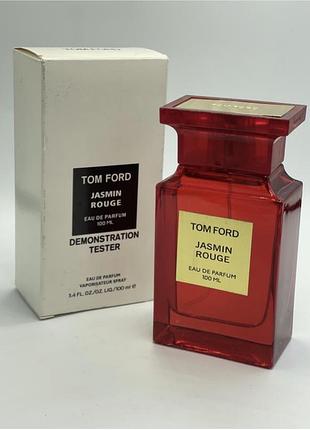 TOM FORD
JASMIN
ROUGE
EAU DE PARFUM
100 ML
DEMONSTRATION
TESTER
EAU DE PARFUM
VAPORISATEUR SPRAY
3.4 FL. OZ./OZ. LIQ./100 ml e
TOM FORD
JASMIN
ROUGE
EAU DE PARFUM
100 ML